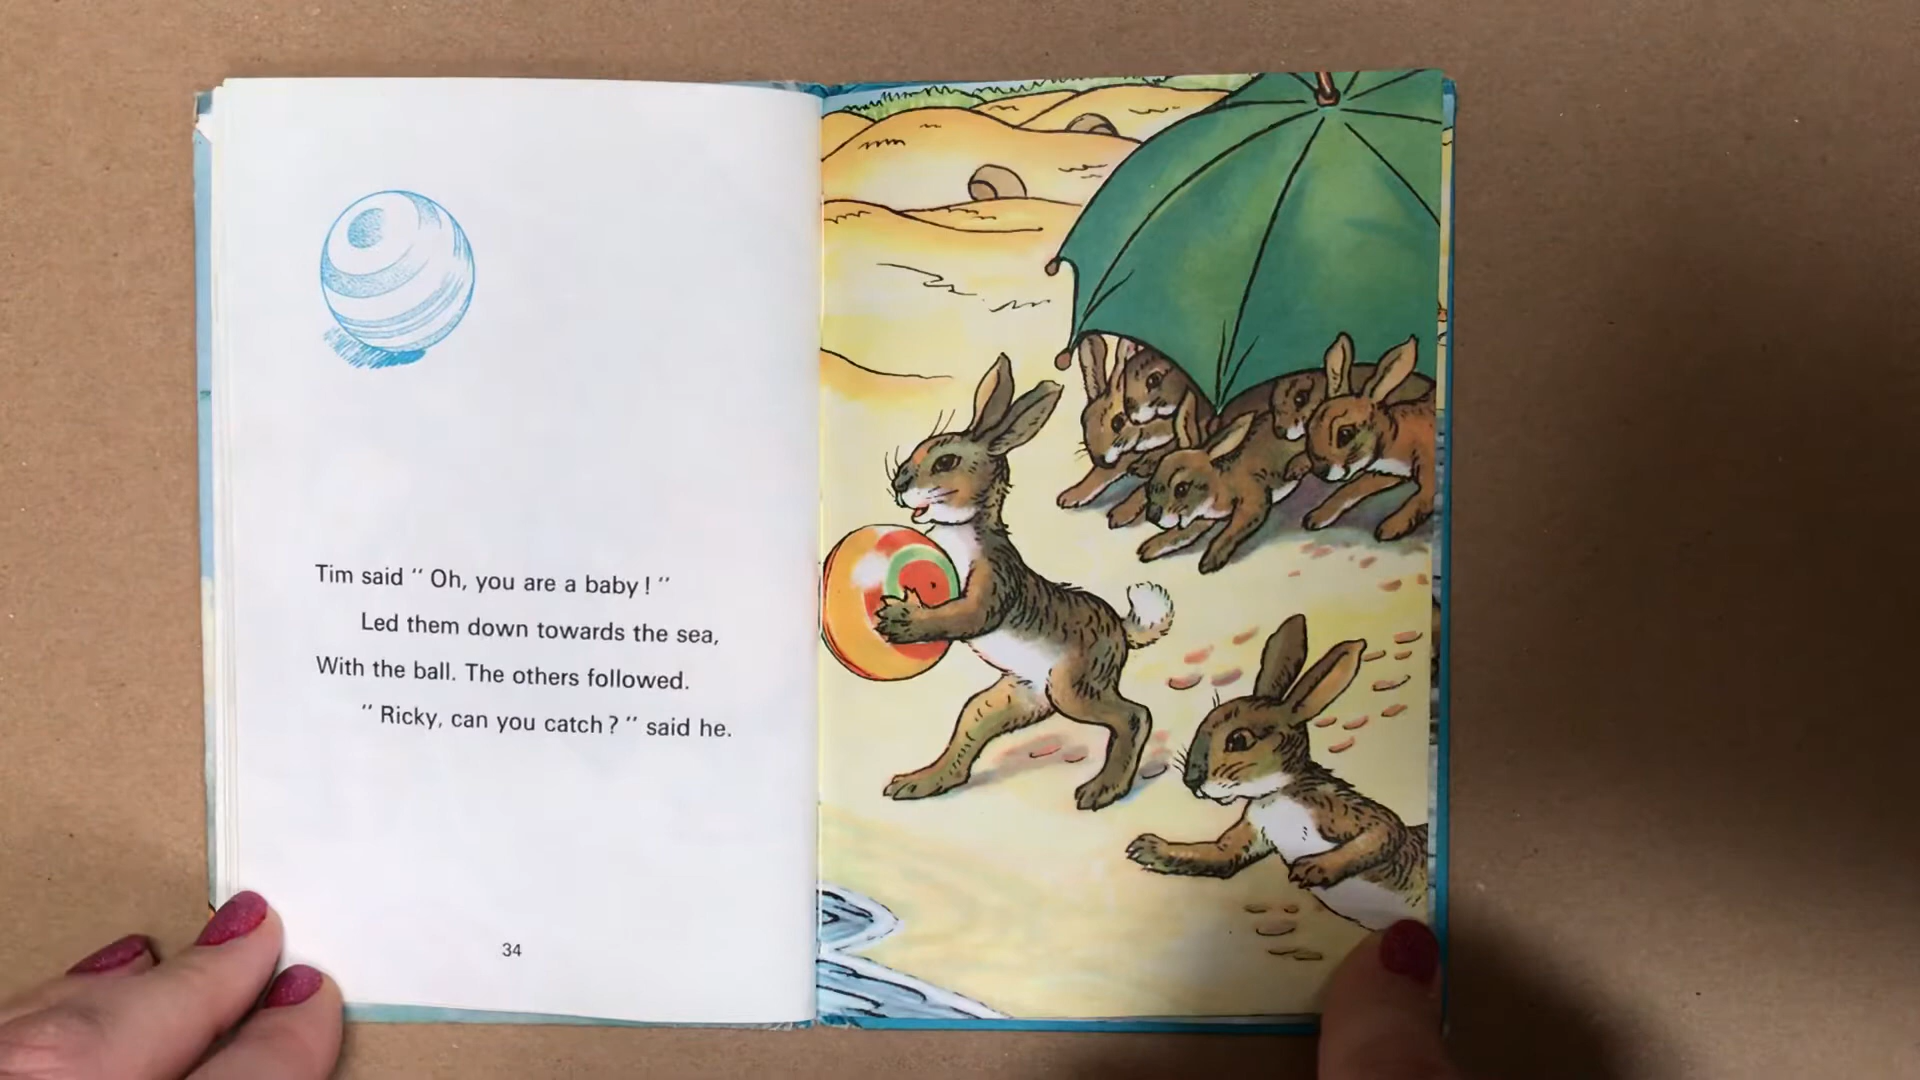 Tim said “ Oh, you are a baby ! ”
Led them down towards the sea,
With the ball. The others followed.
“ Ricky, can you catch ? ” said he.
34